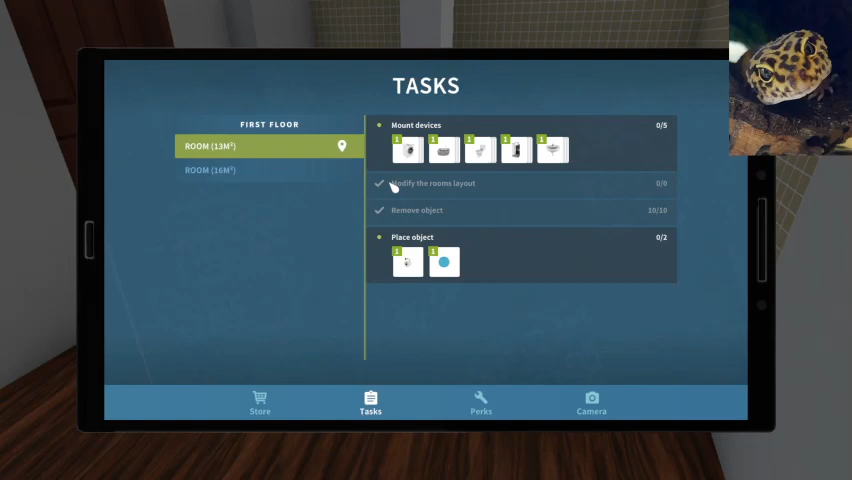 TASKS
FIRST FLOOR
ROOM (13M²)
ROOM (16M²)
Mount devices 0/5
1 1 1 1 1
Modify the rooms layout 0/0
Remove object 10/10
Place object 0/2
1 1
Store Tasks Perks Camera